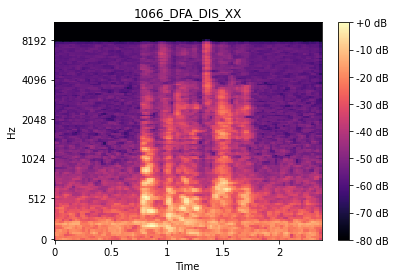 1066_DFA_DIS_XX
8192
4096
2048
1024
512
0
Hz
0
0.5
1
1.5
2
Time
+0 dB
-10 dB
-20 dB
-30 dB
-40 dB
-50 dB
-60 dB
-70 dB
-80 dB